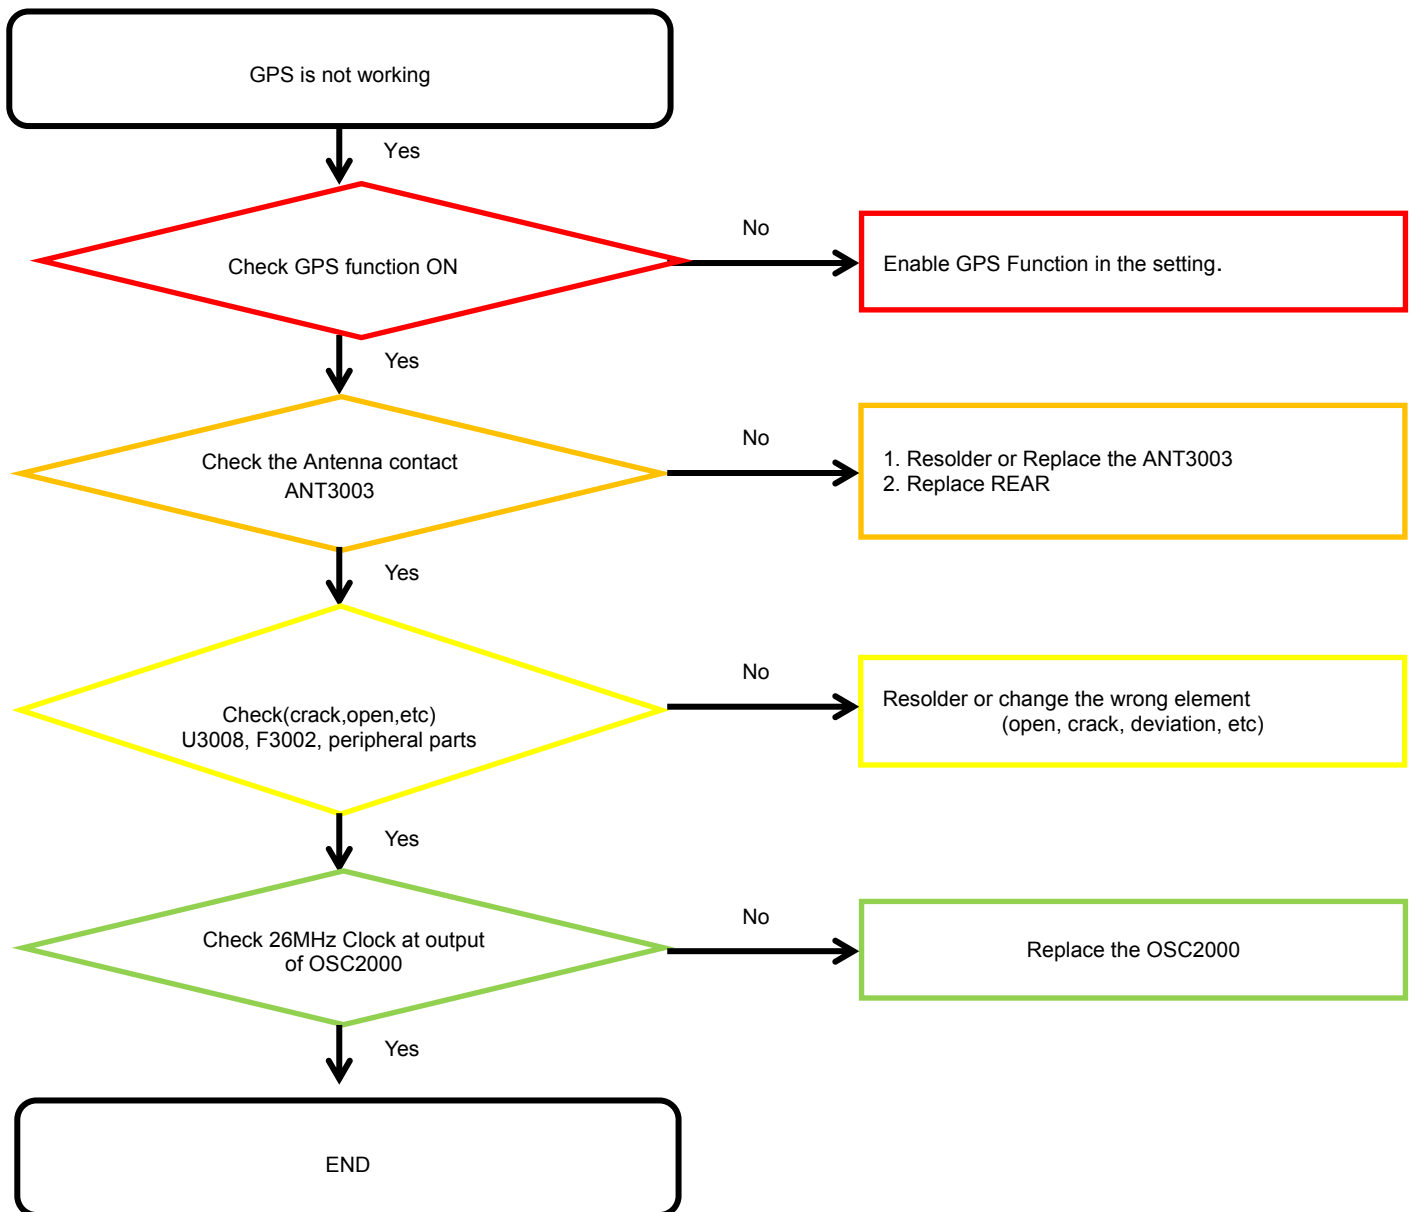 GPS is not working
Yes
Check GPS function ON
No
Enable GPS Function in the setting.
Yes
Check the Antenna contact
ANT3003
No
1. Resolder or Replace the ANT3003
2. Replace REAR
Yes
Check(crack,open,etc)
U3008, F3002, peripheral parts
No
Resolder or change the wrong element
(open, crack, deviation, etc)
Yes
Check 26MHz Clock at output
of OSC2000
No
Replace the OSC2000
Yes
END